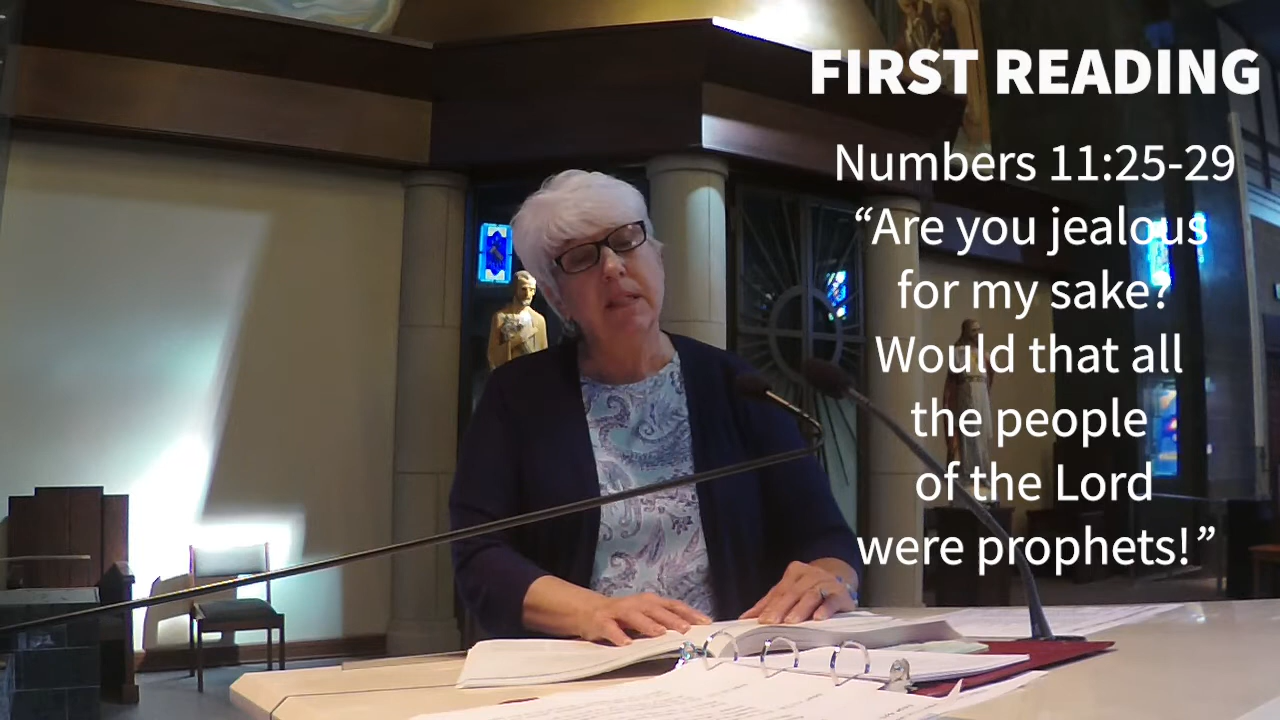 FIRST READING
Numbers 11:25-29
“Are you jealous
for my sake?
Would that all
the people
of the Lord
were prophets!”